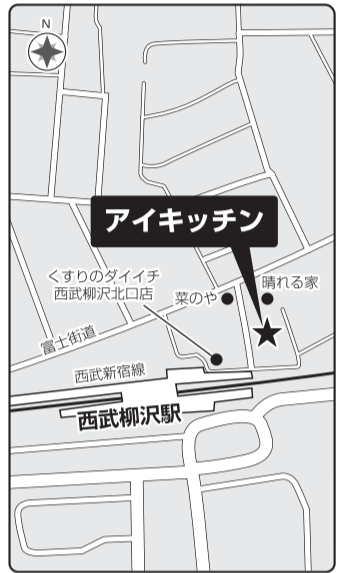 N
アイキッチン
くすりのダイイチ
西武柳沢北口店
菜のや
晴れる家
富士街道
西武新宿線
西武柳沢駅